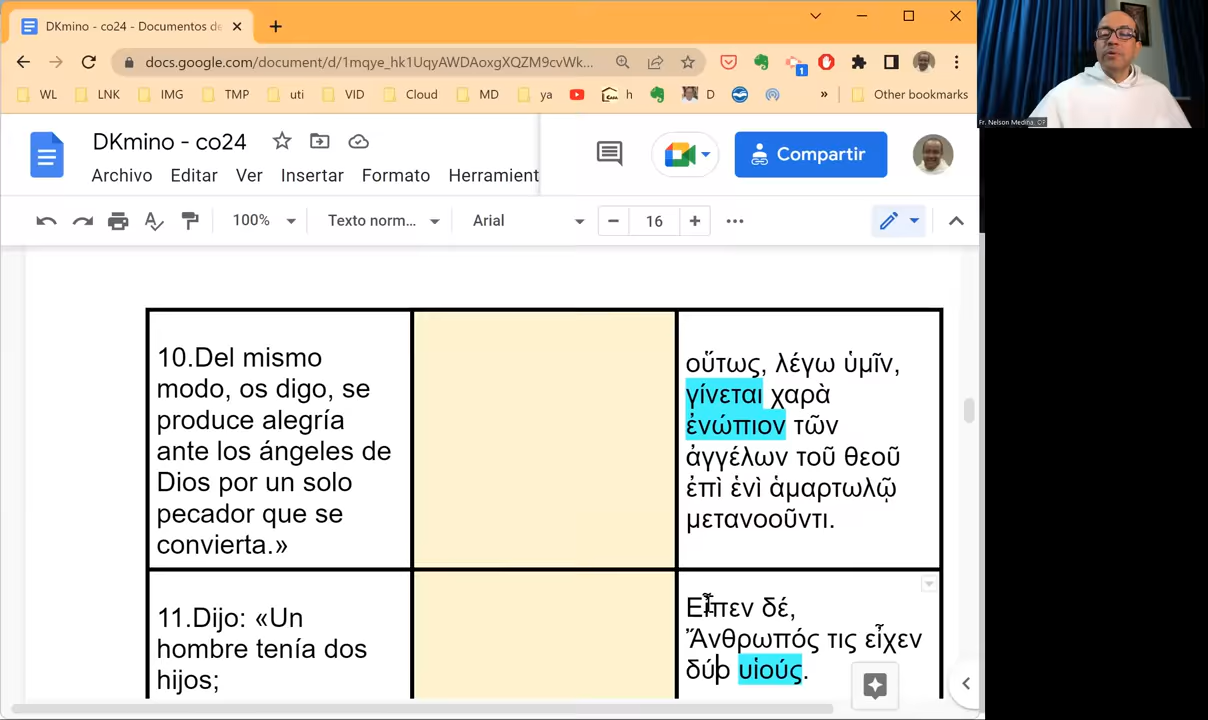 DKmino - co24 - Documentos de
docs.google.com/document/d/1mqye_hk1UqyAWDAoxgXQZM9cvWk...
WL LNK IMG TMP uti VID Cloud MD ya h D » Other bookmarks
Fr. Nelson Medina, OP
DKmino - co24
Compartir
Archivo Editar Ver Insertar Formato Herramient
100% Texto norm... Arial 16
10.Del mismo
modo, os digo, se
produce alegría
ante los ángeles de
Dios por un solo
pecador que se
convierta.»
οὕτως, λέγω ὑμῖν,
γίνεται χαρὰ
ἐνώπιον τῶν
ἀγγέλων τοῦ θεοῦ
ἐπὶ ἑνὶ ἁμαρτωλῷ
μετανοοῦντι.
11.Dijo: «Un
hombre tenía dos
hijos;
Εἶπεν δέ,
Ἄνθρωπός τις εἶχεν
δύο υἱούς.